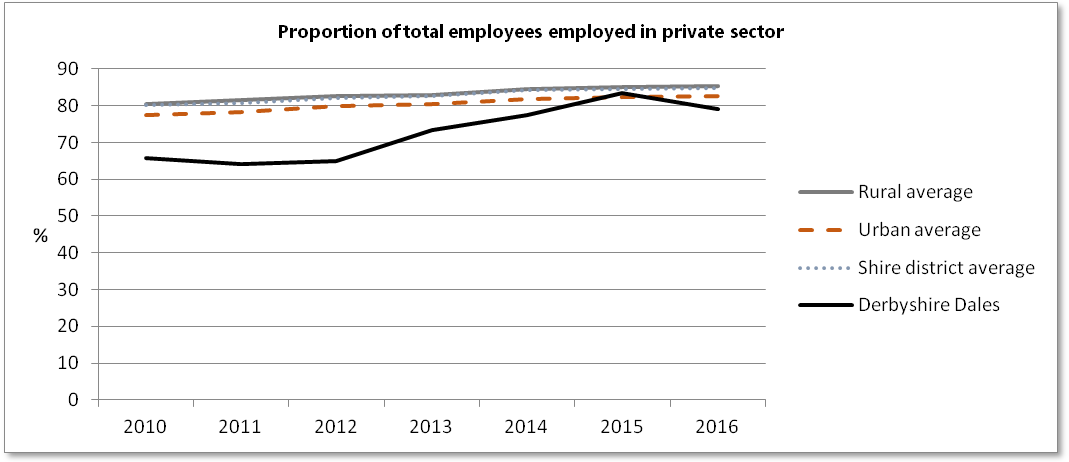 Proportion of total employees employed in private sector
90
80
70
60
50
40
30
20
10
0
%
2010 2011 2012 2013 2014 2015 2016
Rural average
Urban average
Shire district average
Derbyshire Dales